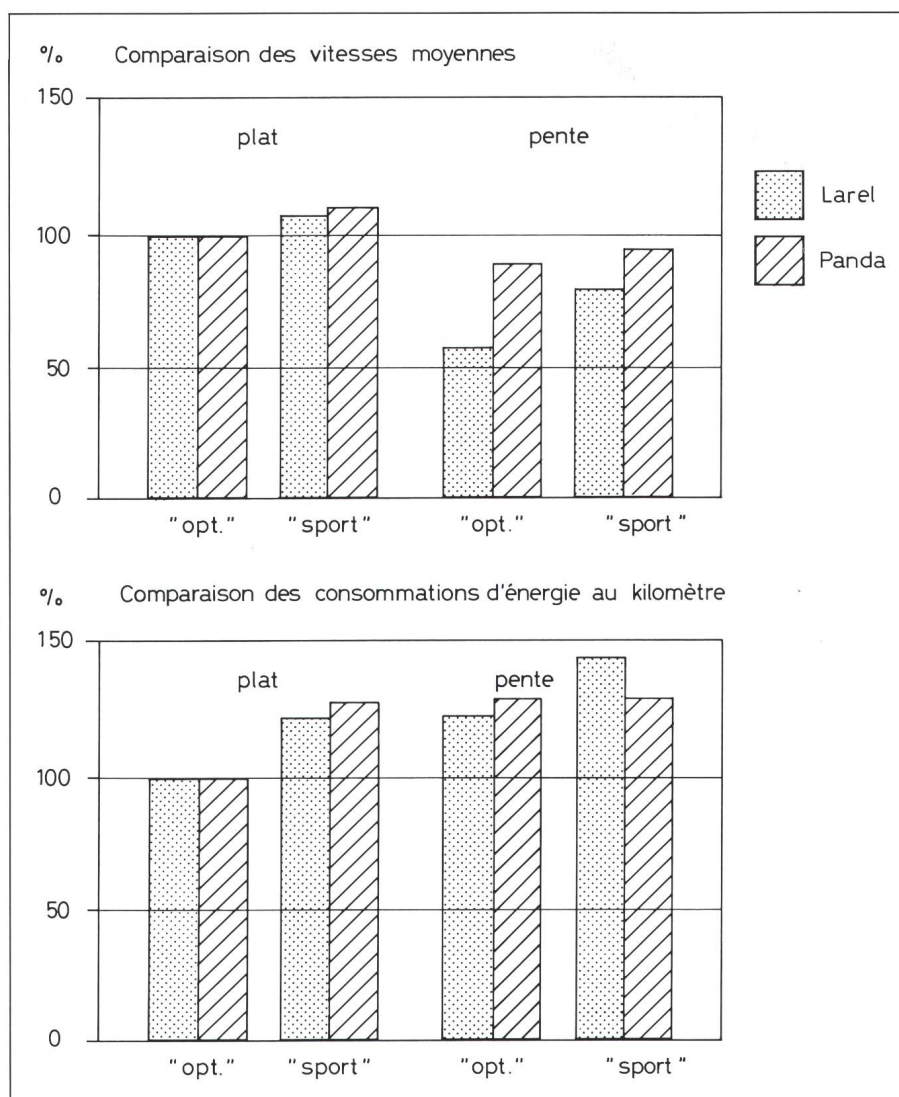 % Comparaison des vitesses moyennes
150
plat pente
Larel
100
Panda
50
0
"opt." "sport" "opt." "sport"
% Comparaison des consommations d'énergie au kilomètre
150
plat pente
100
50
0
"opt." "sport" "opt." "sport"